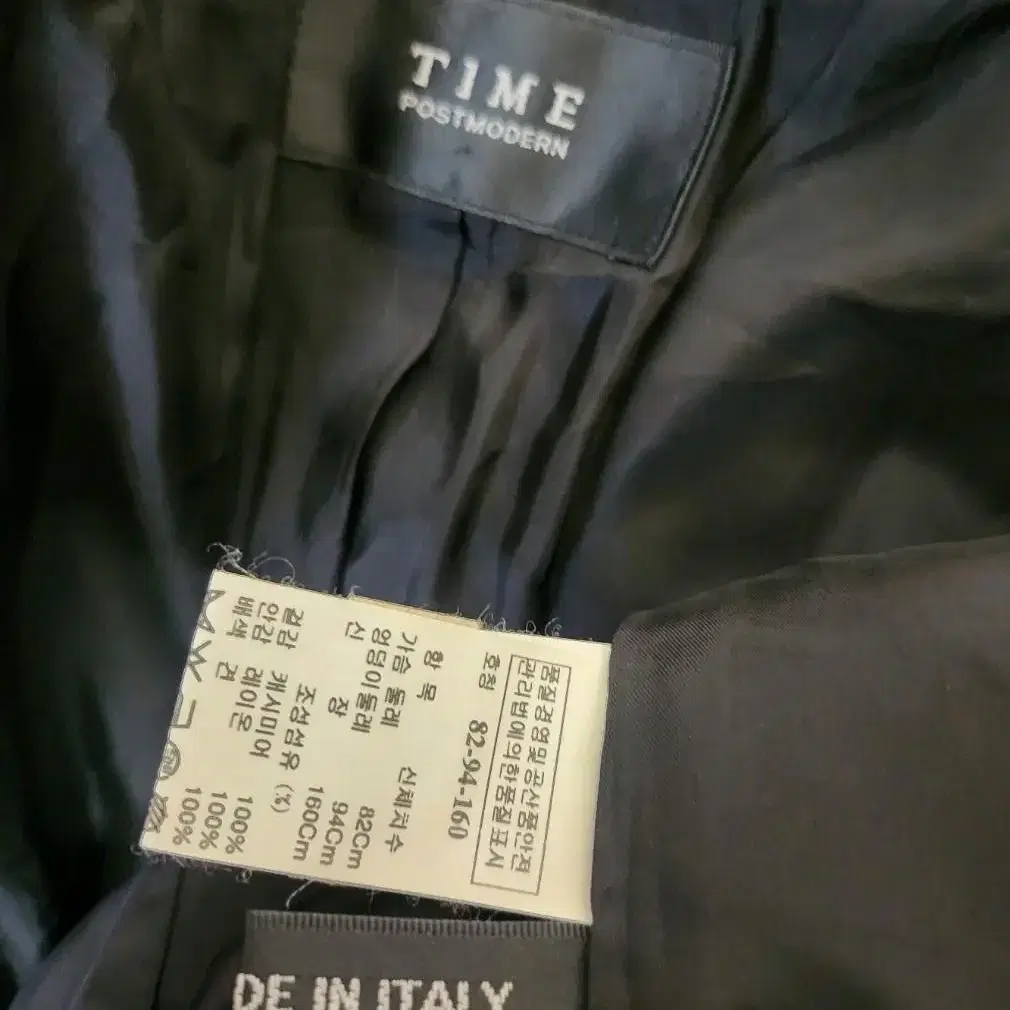 TIME
POSTMODERN
품질경영및공산품안전
관리법에의한품질표시
호칭 82-94-160
항 목 신체치수
가슴 둘레 82Cm
엉덩이둘레 94Cm
신 장 160Cm
조성섬유 (%)
겉감 캐시미어 100%
안감 레이온 100%
배색 견 100%
DE IN ITALY